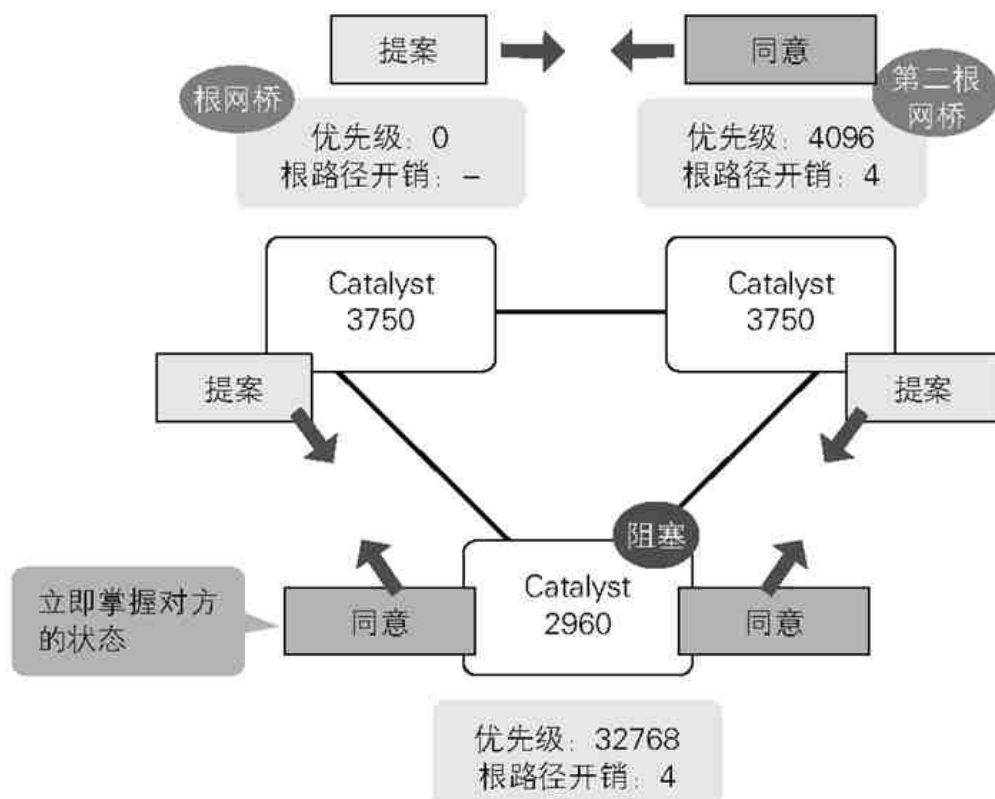 提案
同意
根网桥
第二根
网桥
优先级：0
根路径开销：–
优先级：4096
根路径开销：4
Catalyst
3750
Catalyst
3750
提案
提案
阻塞
立即掌握对方
的状态
同意
Catalyst
2960
同意
优先级：32768
根路径开销：4